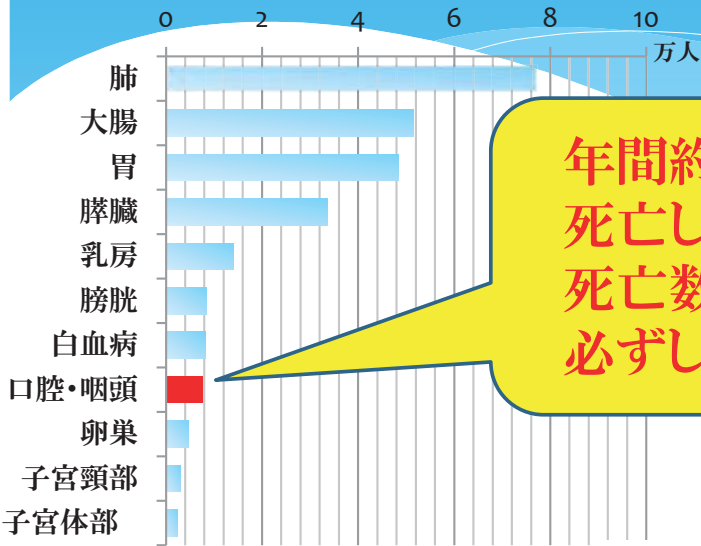 0 2 4 6 8 10
万人
肺
大腸
胃
膵臓
乳房
膀胱
白血病
口腔・咽頭
卵巣
子宮頸部
子宮体部
年間約
死亡し
死亡数
必ずし